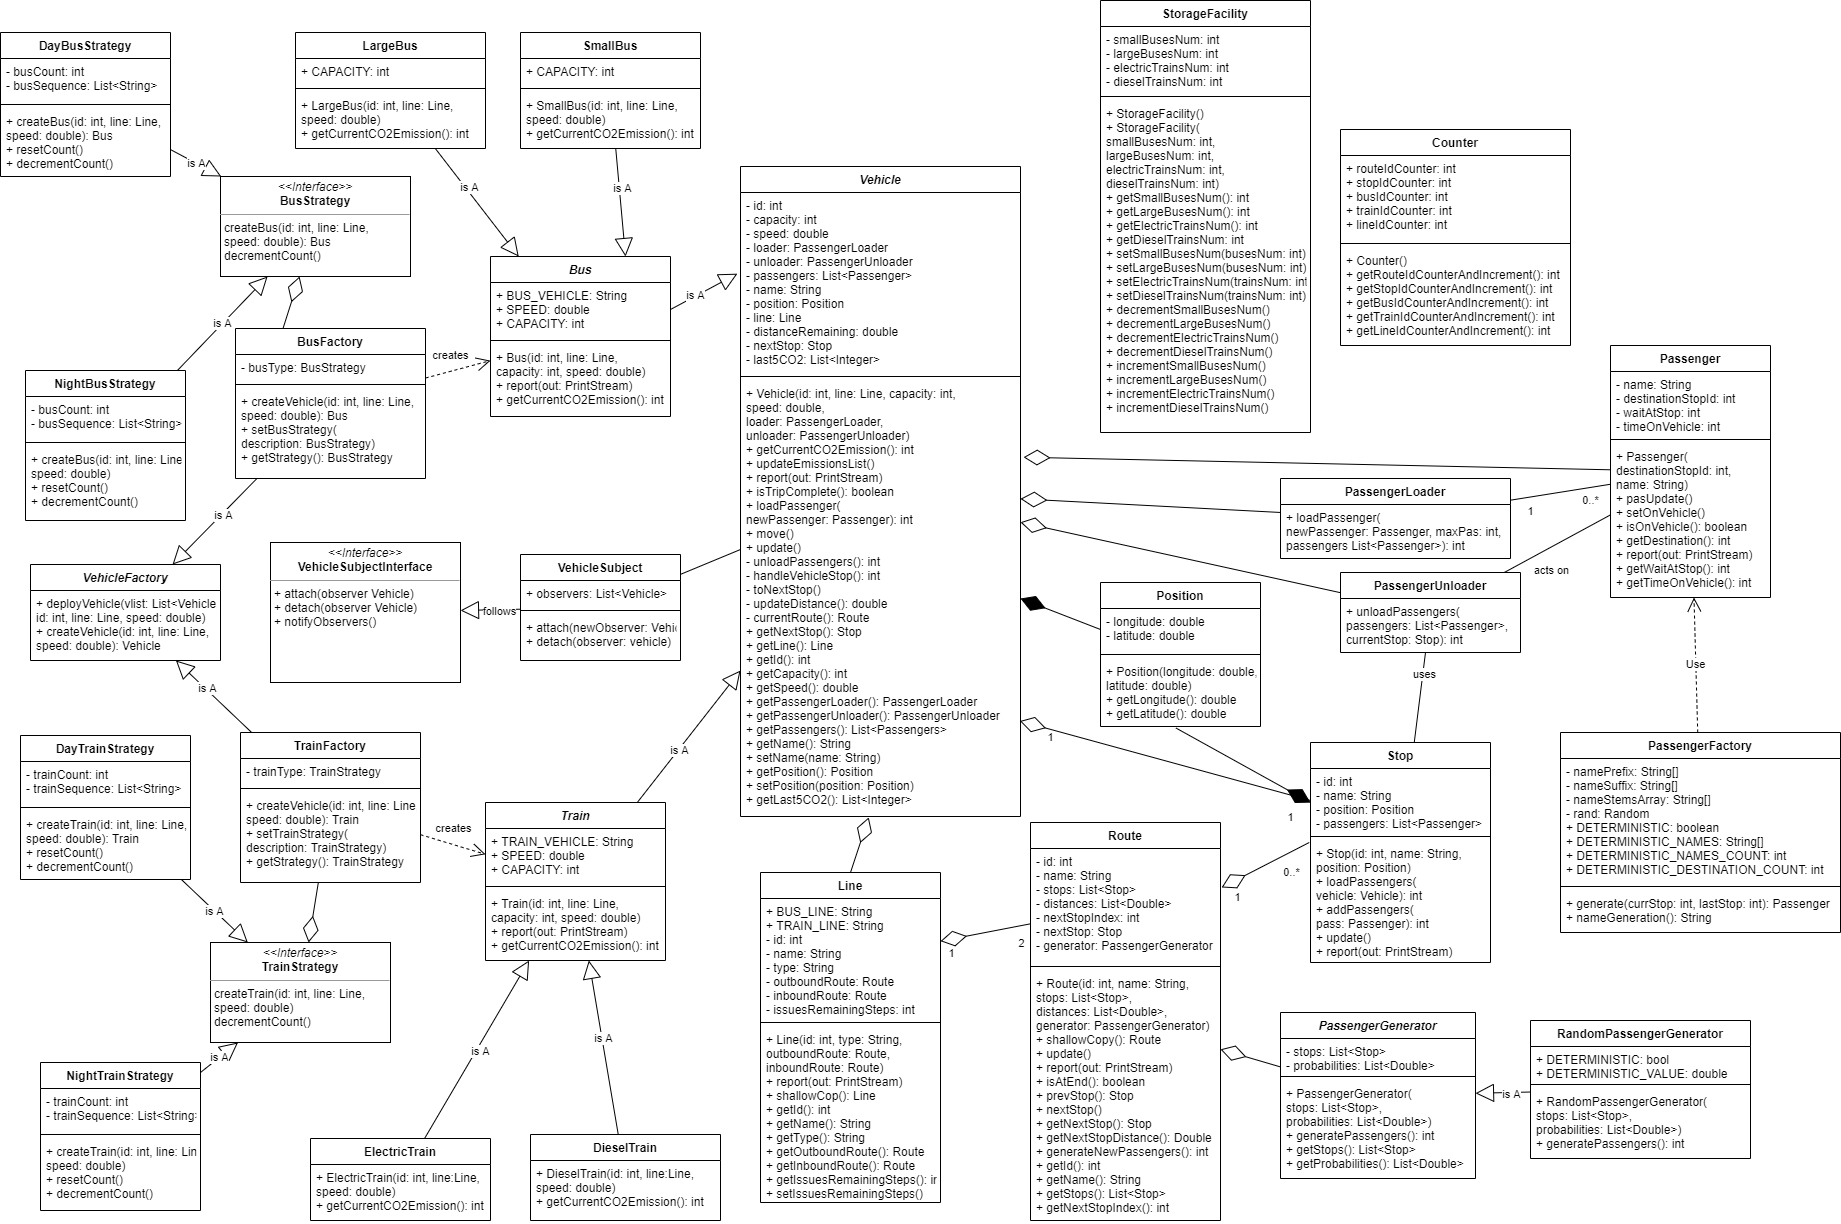 DayBusStrategy
- busCount: int
- busSequence: List<String>
+ createBus(id: int, line: Line,
speed: double): Bus
+ resetCount()
+ decrementCount()
is A
LargeBus
+ CAPACITY: int
+ LargeBus(id: int, line: Line,
speed: double)
+ getCurrentCO2Emission(): int
is A
SmallBus
+ CAPACITY: int
+ SmallBus(id: int, line: Line,
speed: double)
+ getCurrentCO2Emission(): int
is A
<<Interface>>
BusStrategy
createBus(id: int, line: Line,
speed: double): Bus
decrementCount()
is A
NightBusStrategy
- busCount: int
- busSequence: List<String>
+ createBus(id: int, line: Line
speed: double)
+ resetCount()
+ decrementCount()
BusFactory
- busType: BusStrategy
+ createVehicle(id: int, line: Line,
speed: double): Bus
+ setBusStrategy(
description: BusStrategy)
+ getStrategy(): BusStrategy
creates
is A
Bus
+ BUS_VEHICLE: String
+ SPEED: double
+ CAPACITY: int
+ Bus(id: int, line: Line,
capacity: int, speed: double)
+ report(out: PrintStream)
+ getCurrentCO2Emission: int
is A
VehicleFactory
+ deployVehicle(vlist: List<Vehicle
id: int, line: Line, speed: double)
+ createVehicle(id: int, line: Line,
speed: double): Vehicle
is A
<<Interface>>
VehicleSubjectInterface
+ attach(observer Vehicle)
+ detach(observer Vehicle)
+ notifyObservers()
follows
VehicleSubject
+ observers: List<Vehicle>
+ attach(newObserver: Vehi
+ detach(observer: vehicle)
DayTrainStrategy
- trainCount: int
- trainSequence: List<String>
+ createTrain(id: int, line: Line,
speed: double): Train
+ resetCount()
+ decrementCount()
is A
TrainFactory
- trainType: TrainStrategy
+ createVehicle(id: int, line: Line
speed: double): Train
+ setTrainStrategy(
description: TrainStrategy)
+ getStrategy(): TrainStrategy
creates
<<Interface>>
TrainStrategy
createTrain(id: int, line: Line,
speed: double)
decrementCount()
is A
NightTrainStrategy
- trainCount: int
- trainSequence: List<String>
+ createTrain(id: int, line: Lin
speed: double)
+ resetCount()
+ decrementCount()
Train
+ TRAIN_VEHICLE: String
+ SPEED: double
+ CAPACITY: int
+ Train(id: int, line: Line,
capacity: int, speed: double)
+ report(out: PrintStream)
+ getCurrentCO2Emission: int
is A
is A
is A
ElectricTrain
+ ElectricTrain(id: int, line:Line,
speed: double)
+ getCurrentCO2Emission(): int
DieselTrain
+ DieselTrain(id: int, line:Line,
speed: double)
+ getCurrentCO2Emission(): int
Vehicle
- id: int
- capacity: int
- speed: double
- loader: PassengerLoader
- unloader: PassengerUnloader
- passengers: List<Passenger>
- name: String
- position: Position
- line: Line
- distanceRemaining: double
- nextStop: Stop
- last5CO2: List<Integer>
+ Vehicle(id: int, line: Line, capacity: int,
speed: double,
loader: PassengerLoader,
unloader: PassengerUnloader)
+ getCurrentCO2Emission(): int
+ updateEmissionsList()
+ report(out: PrintStream)
+ isTripComplete(): boolean
+ loadPassenger(
newPassenger: Passenger): int
+ move()
+ update()
- unloadPassengers(): int
- handleVehicleStop(): int
- toNextStop()
- updateDistance(): double
- currentRoute(): Route
+ getNextStop(): Stop
+ getLine(): Line
+ getId(): int
+ getCapacity(): int
+ getSpeed(): double
+ getPassengerLoader(): PassengerLoader
+ getPassengerUnloader(): PassengerUnloader
+ getPassengers(): List<Passengers>
+ getName(): String
+ setName(name: String)
+ getPosition(): Position
+ setPosition(position: Position)
+ getLast5CO2(): List<Integer>
Line
+ BUS_LINE: String
+ TRAIN_LINE: String
- id: int
- name: String
- type: String
- outboundRoute: Route
- inboundRoute: Route
- issuesRemainingSteps: int
+ Line(id: int, type: String,
outboundRoute: Route,
inboundRoute: Route)
+ report(out: PrintStream)
+ shallowCop(): Line
+ getId(): int
+ getName(): String
+ getType(): String
+ getOutboundRoute(): Route
+ getInboundRoute(): Route
+ getIssuesRemainingSteps(): ir
+ setIssuesRemainingSteps()
1
2
StorageFacility
- smallBusesNum: int
- largeBusesNum: int
- electricTrainsNum: int
- dieselTrainsNum: int
+ StorageFacility()
+ StorageFacility(
smallBusesNum: int,
largeBusesNum: int,
electricTrainsNum: int,
dieselTrainsNum: int)
+ getSmallBusesNum(): int
+ getLargeBusesNum(): int
+ getElectricTrainsNum(): int
+ getDieselTrainsNum: int
+ setSmallBusesNum(busesNum: int)
+ setLargeBusesNum(busesNum: int)
+ setElectricTrainsNum(trainsNum: int)
+ setDieselTrainsNum(trainsNum: int)
+ decrementSmallBusesNum()
+ decrementLargeBusesNum()
+ decrementElectricTrainsNum()
+ decrementDieselTrainsNum()
+ incrementSmallBusesNum()
+ incrementLargeBusesNum()
+ incrementElectricTrainsNum()
+ incrementDieselTrainsNum()
Counter
+ routeIdCounter: int
+ stopIdCounter: int
+ busIdCounter: int
+ trainIdCounter: int
+ lineIdCounter: int
+ Counter()
+ getRouteIdCounterAndIncrement(): int
+ getStopIdCounterAndIncrement(): int
+ getBusIdCounterAndIncrement(): int
+ getTrainIdCounterAndIncrement(): int
+ getLineIdCounterAndIncrement(): int
Passenger
- name: String
- destinationStopId: int
- waitAtStop: int
- timeOnVehicle: int
+ Passenger(
destinationStopId: int,
name: String)
+ pasUpdate()
+ setOnVehicle()
+ isOnVehicle(): boolean
+ getDestination(): int
+ report(out: PrintStream)
+ getWaitAtStop(): int
+ getTimeOnVehicle(): int
PassengerLoader
+ loadPassenger(
newPassenger: Passenger, maxPas: int,
passengers List<Passenger>): int
1
0..*
PassengerUnloader
+ unloadPassengers(
passengers: List<Passenger>,
currentStop: Stop): int
acts on
uses
Position
- longitude: double
- latitude: double
+ Position(longitude: double,
latitude: double)
+ getLongitude(): double
+ getLatitude(): double
1
1
Use
Stop
- id: int
- name: String
- position: Position
- passengers: List<Passenger>
+ Stop(id: int, name: String,
position: Position)
+ loadPassengers(
vehicle: Vehicle): int
+ addPassengers(
pass: Passenger): int
+ update()
+ report(out: PrintStream)
PassengerFactory
- namePrefix: String[]
- nameSuffix: String[]
- nameStemsArray: String[]
- rand: Random
+ DETERMINISTIC: boolean
+ DETERMINISTIC_NAMES: String[]
+ DETERMINISTIC_NAMES_COUNT: int
+ DETERMINISTIC_DESTINATION_COUNT: int
+ generate(currStop: int, lastStop: int): Passenger
+ nameGeneration(): String
Route
- id: int
- name: String
- stops: List<Stop>
- distances: List<Double>
- nextStopIndex: int
- nextStop: Stop
- generator: PassengerGenerator
+ Route(id: int, name: String,
stops: List<Stop>,
distances: List<Double>,
generator: PassengerGenerator)
+ shallowCopy(): Route
+ update()
+ report(out: PrintStream)
+ isAtEnd(): boolean
+ prevStop(): Stop
+ nextStop()
+ getNextStop(): Stop
+ getNextStopDistance(): Double
+ generateNewPassengers(): int
+ getId(): int
+ getName(): String
+ getStops(): List<Stop>
+ getNextStopIndex(): int
1
0..*
PassengerGenerator
- stops: List<Stop>
- probabilities: List<Double>
+ PassengerGenerator(
stops: List<Stop>,
probabilities: List<Double>)
+ generatePassengers(): int
+ getStops(): List<Stop>
+ getProbabilities(): List<Double>
is A
RandomPassengerGenerator
+ DETERMINISTIC: bool
+ DETERMINISTIC_VALUE: double
+ RandomPassengerGenerator(
stops: List<Stop>,
probabilities: List<Double>)
+ generatePassengers(): int